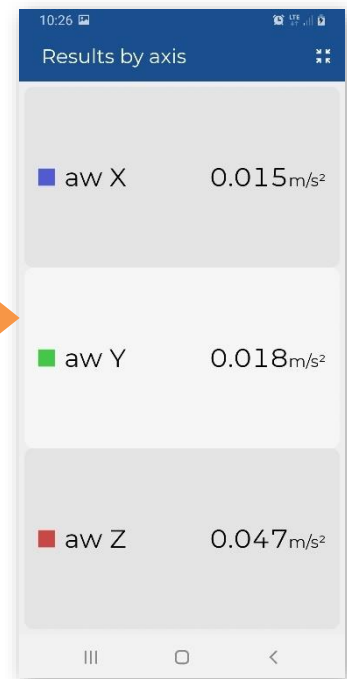 10:26
Results by axis
aw X 0.015m/s²
aw Y 0.018m/s²
aw Z 0.047m/s²